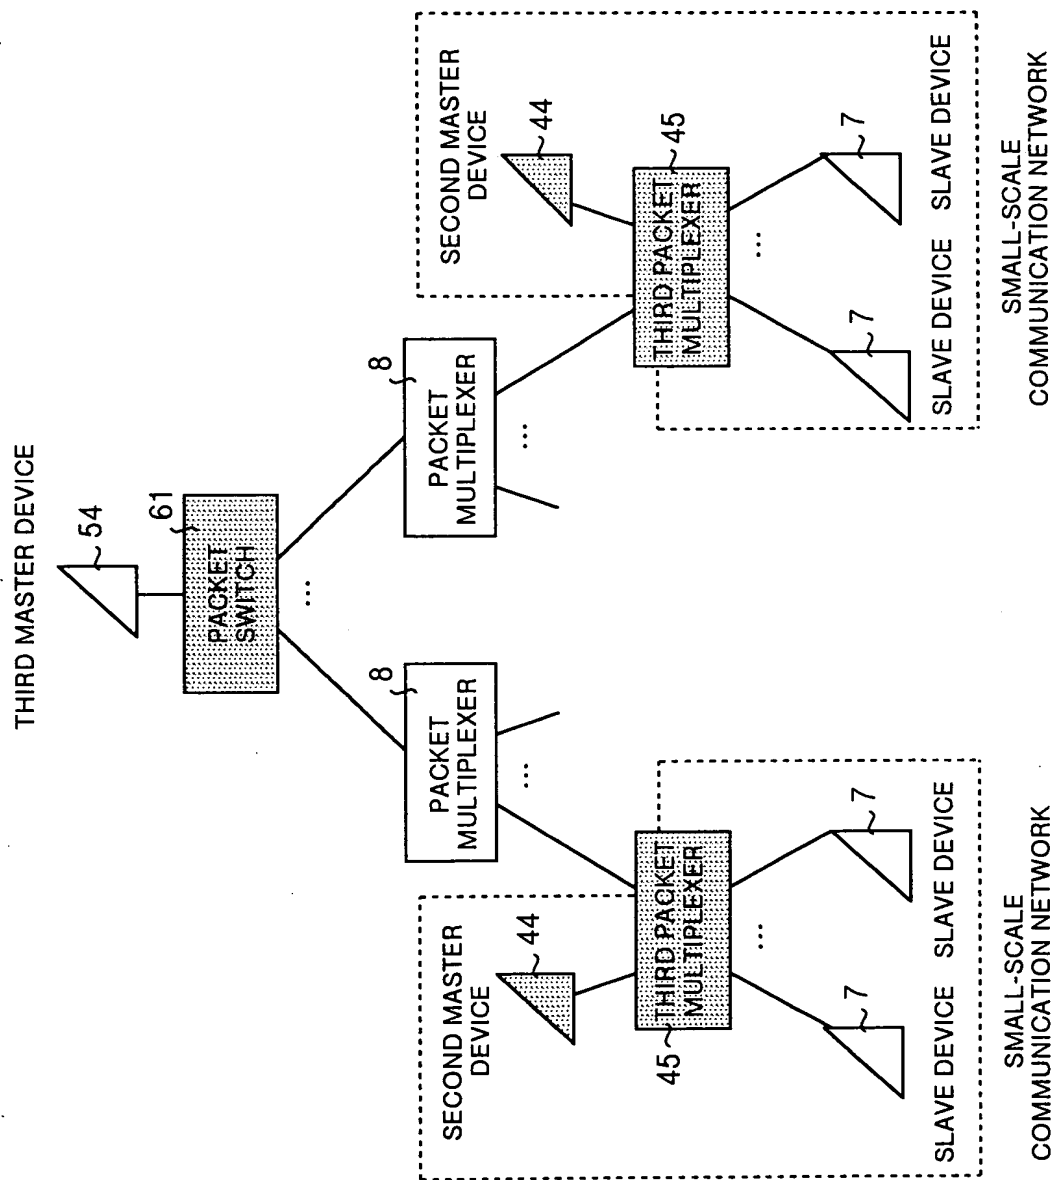 THIRD MASTER DEVICE
54
61
PACKET
SWITCH
8
PACKET
MULTIPLEXER
...
8
PACKET
MULTIPLEXER
...
...
SECOND MASTER
DEVICE
44
45
THIRD PACKET
MULTIPLEXER
...
7
7
SLAVE DEVICE
SLAVE DEVICE
SMALL-SCALE
COMMUNICATION NETWORK
SECOND MASTER
DEVICE
44
45
THIRD PACKET
MULTIPLEXER
...
7
7
SLAVE DEVICE
SLAVE DEVICE
SMALL-SCALE
COMMUNICATION NETWORK